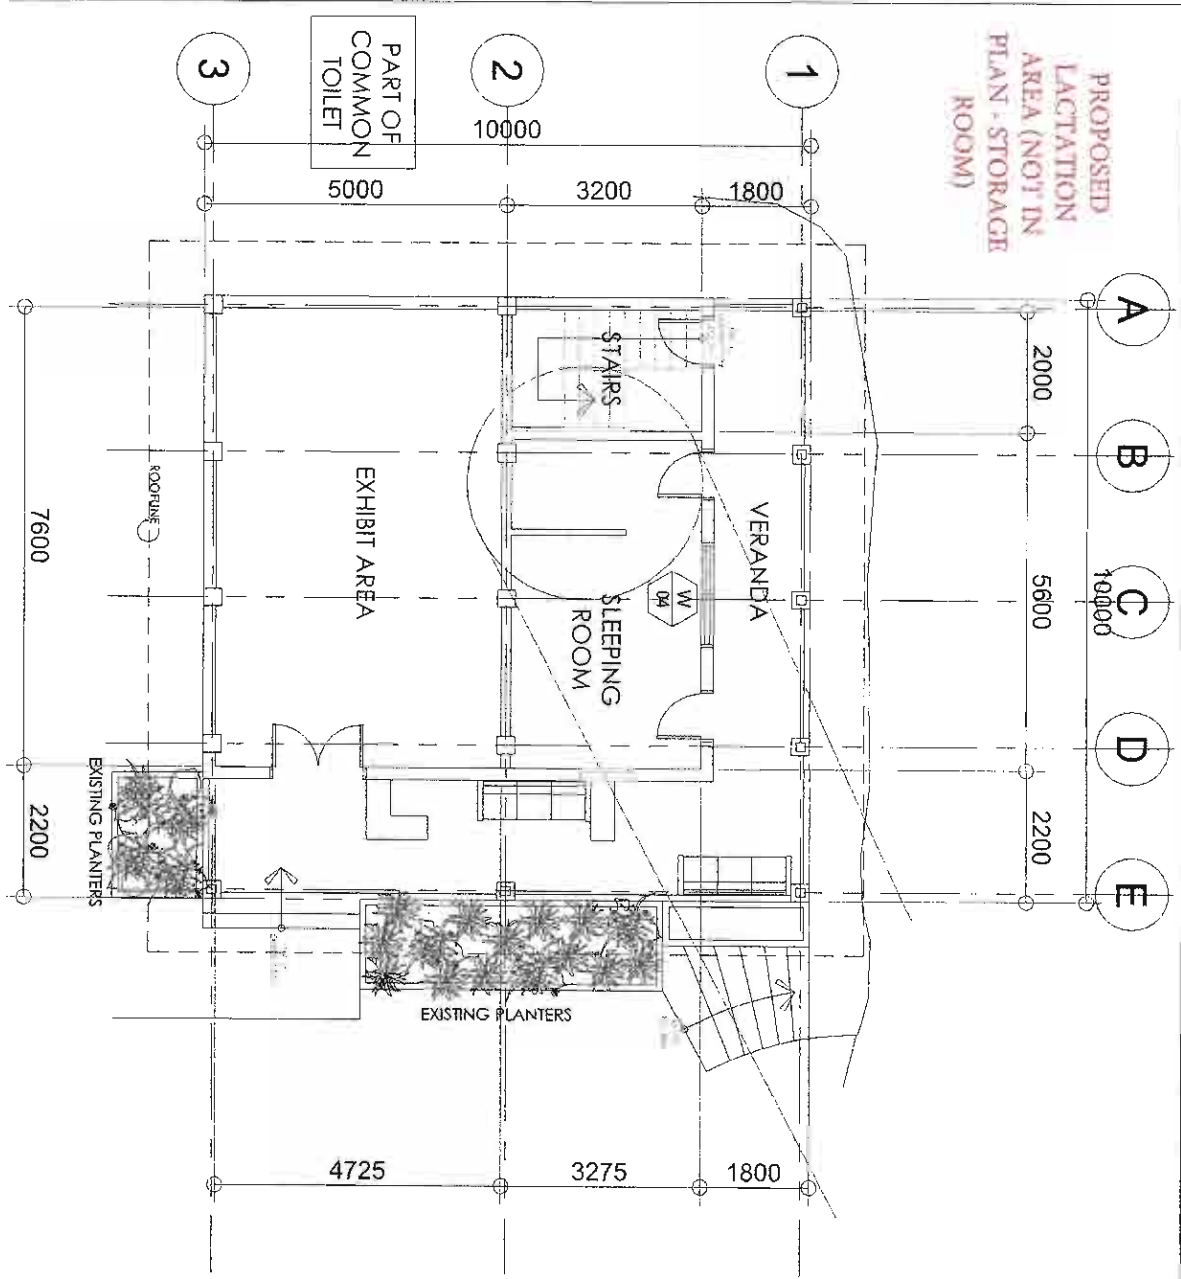 PROPOSED
LACTATION
AREA (NOT IN
PLAN - STORAGE
ROOM)
A
B
C
D
E
10000
2000
5600
2200
1
2
3
PART OF
COMMON
TOILET
10000
1800
3200
5000
VERANDA
STAIRS
W
04
SLEEPING
ROOM
EXHIBIT AREA
ROOFLINE
EXISTING PLANTERS
EXISTING PLANTERS
7600
2200
4725
3275
1800